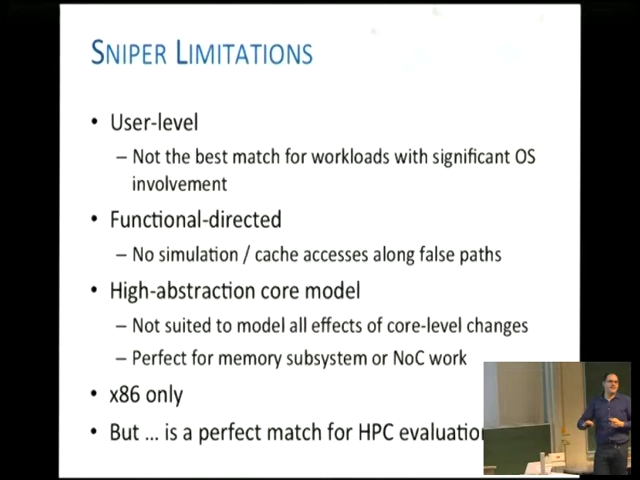 SNIPER LIMITATIONS
• User-level
– Not the best match for workloads with significant OS
involvement
• Functional-directed
– No simulation / cache accesses along false paths
• High-abstraction core model
– Not suited to model all effects of core-level changes
– Perfect for memory subsystem or NoC work
• x86 only
• But ... is a perfect match for HPC evaluation